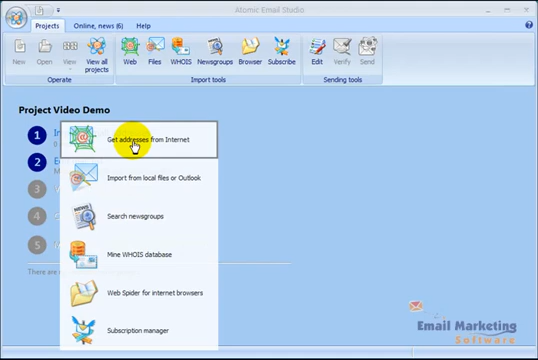 Atomic Email Studio
Projects Online, news (6) Help
New Open View View all projects Web Files WHOIS Newsgroups Browser Subscribe Edit Verify Send
Operate Import tools Sending tools
Project Video Demo
1
Get addresses from Internet
2
Import from local files or Outlook
3
Search newsgroups
4
Mine WHOIS database
5
There are
Web Spider for internet browsers
Subscription manager
Email Marketing
Software